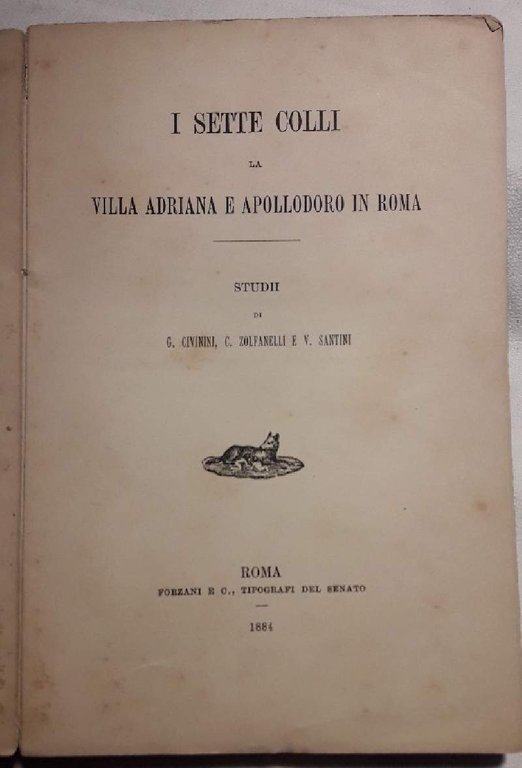 I SETTE COLLI
LA
VILLA ADRIANA E APOLLODORO IN ROMA
STUDII
DI
G. CIVININI, C. ZOLFANELLI E V. SANTINI
ROMA
FORZANI E C., TIPOGRAFI DEL SENATO
1884